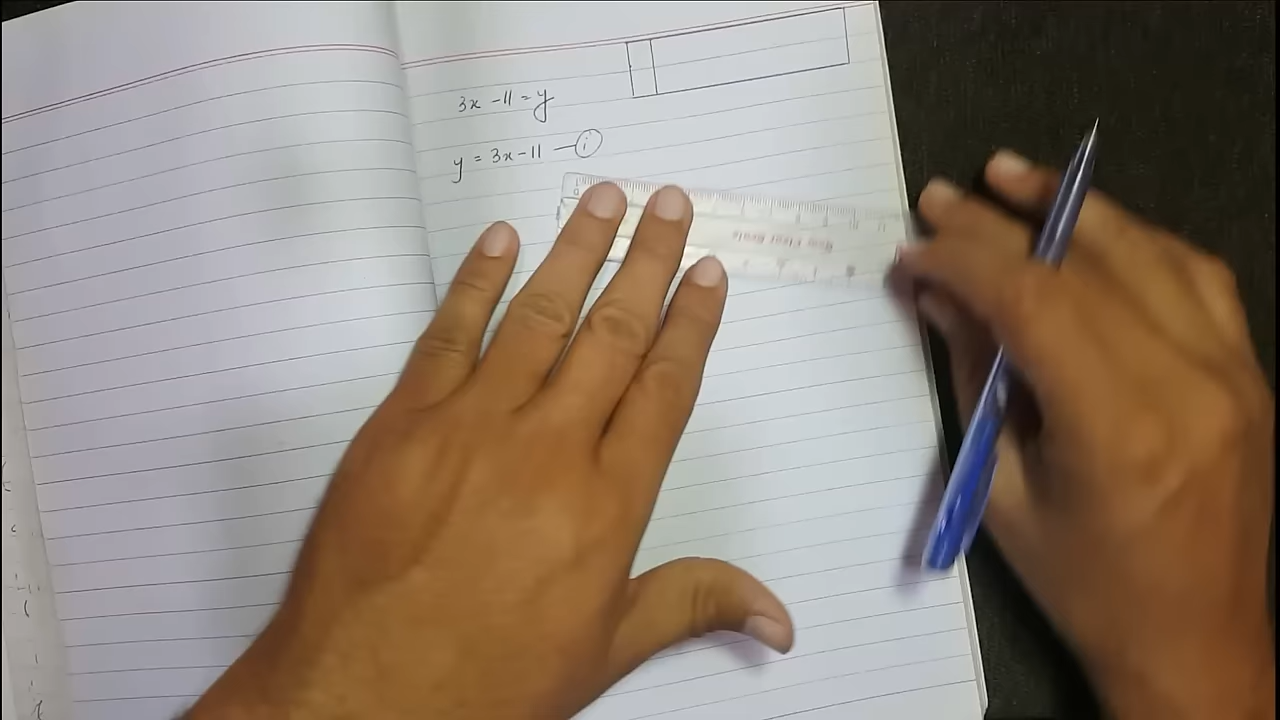 3x - 11 = y
y = 3x - 11 — (i)